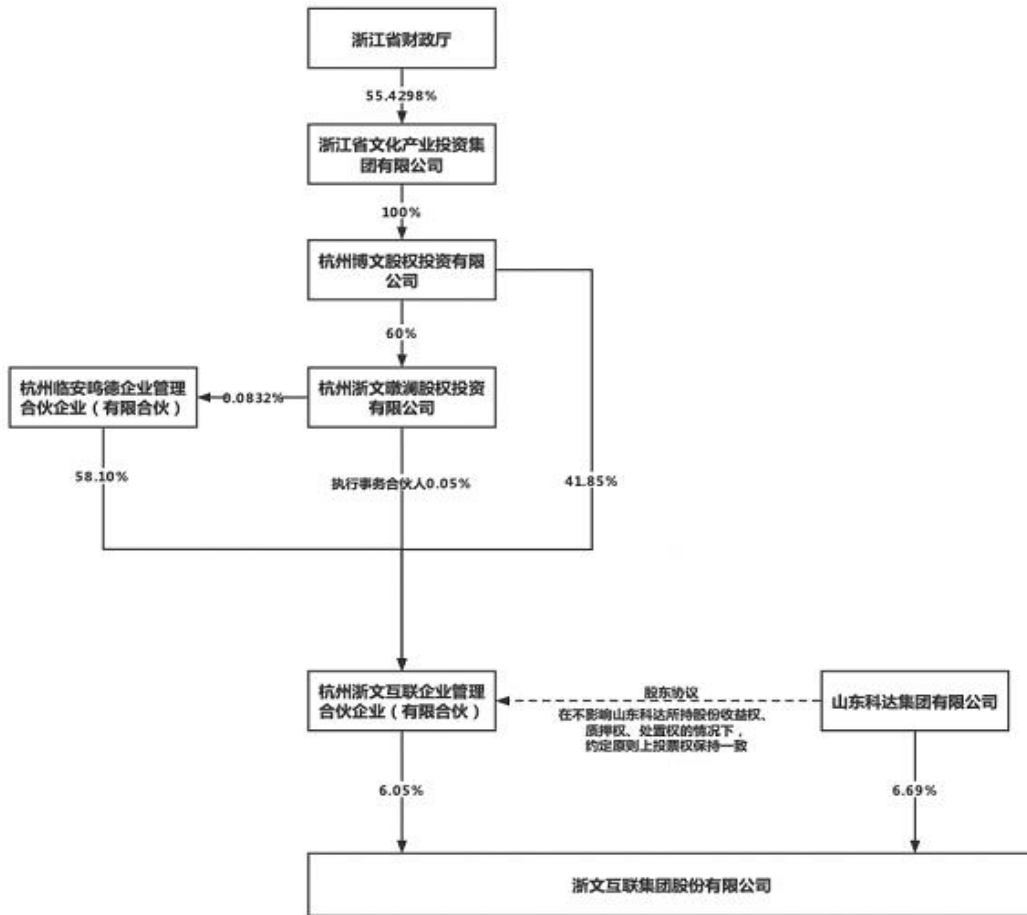 浙江省财政厅
55.4298%
浙江省文化产业投资集
团有限公司
100%
杭州博文股权投资有限
公司
60%
杭州临安鸣德企业管理
合伙企业（有限合伙）
0.0832%
杭州浙文暾澜股权投资
有限公司
58.10%
执行事务合伙人0.05%
41.85%
杭州浙文互联企业管理
合伙企业（有限合伙）
股东协议
在不影响山东科达所持股份收益权、
质押权、处置权的情况下，
约定原则上投票权保持一致
山东科达集团有限公司
6.05%
6.69%
浙文互联集团股份有限公司